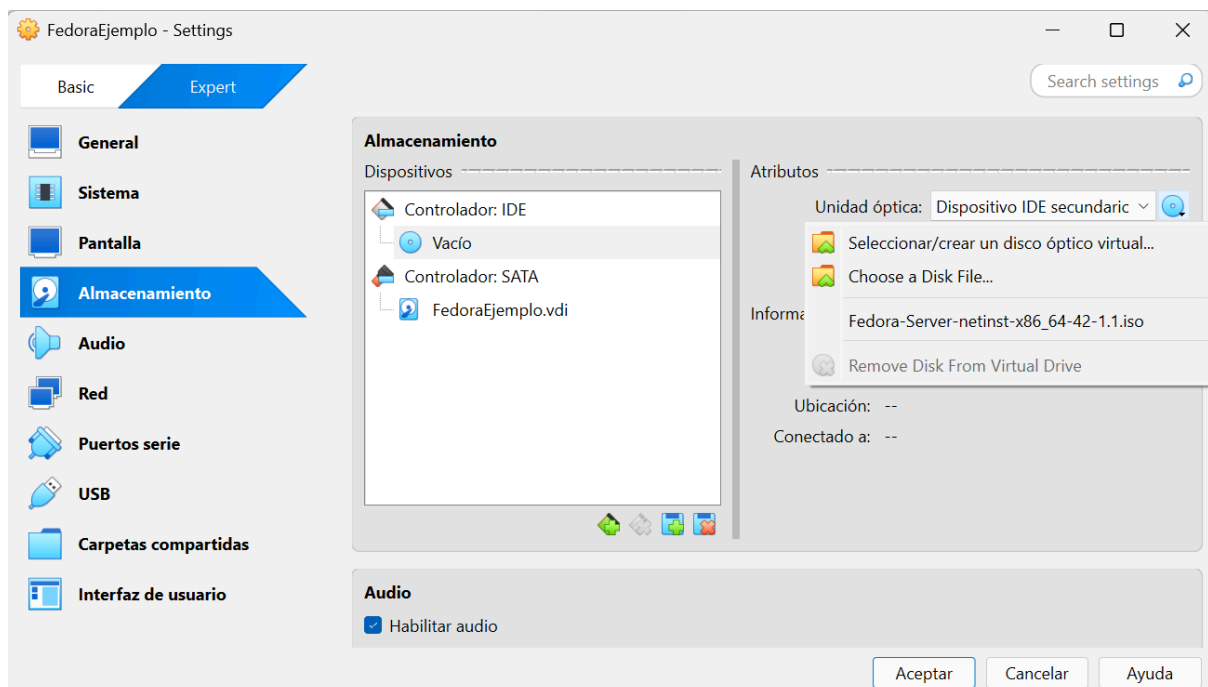 FedoraEjemplo - Settings
Basic
Expert
Search settings
General
Sistema
Pantalla
Almacenamiento
Audio
Red
Puertos serie
USB
Carpetas compartidas
Interfaz de usuario
Almacenamiento
Dispositivos
Controlador: IDE
Vacío
Controlador: SATA
FedoraEjemplo.vdi
Atributos
Unidad óptica: Dispositivo IDE secundaric
Seleccionar/crear un disco óptico virtual...
Choose a Disk File...
Informa
Fedora-Server-netinst-x86_64-42-1.1.iso
Remove Disk From Virtual Drive
Ubicación: --
Conectado a: --
Audio
Habilitar audio
Aceptar
Cancelar
Ayuda